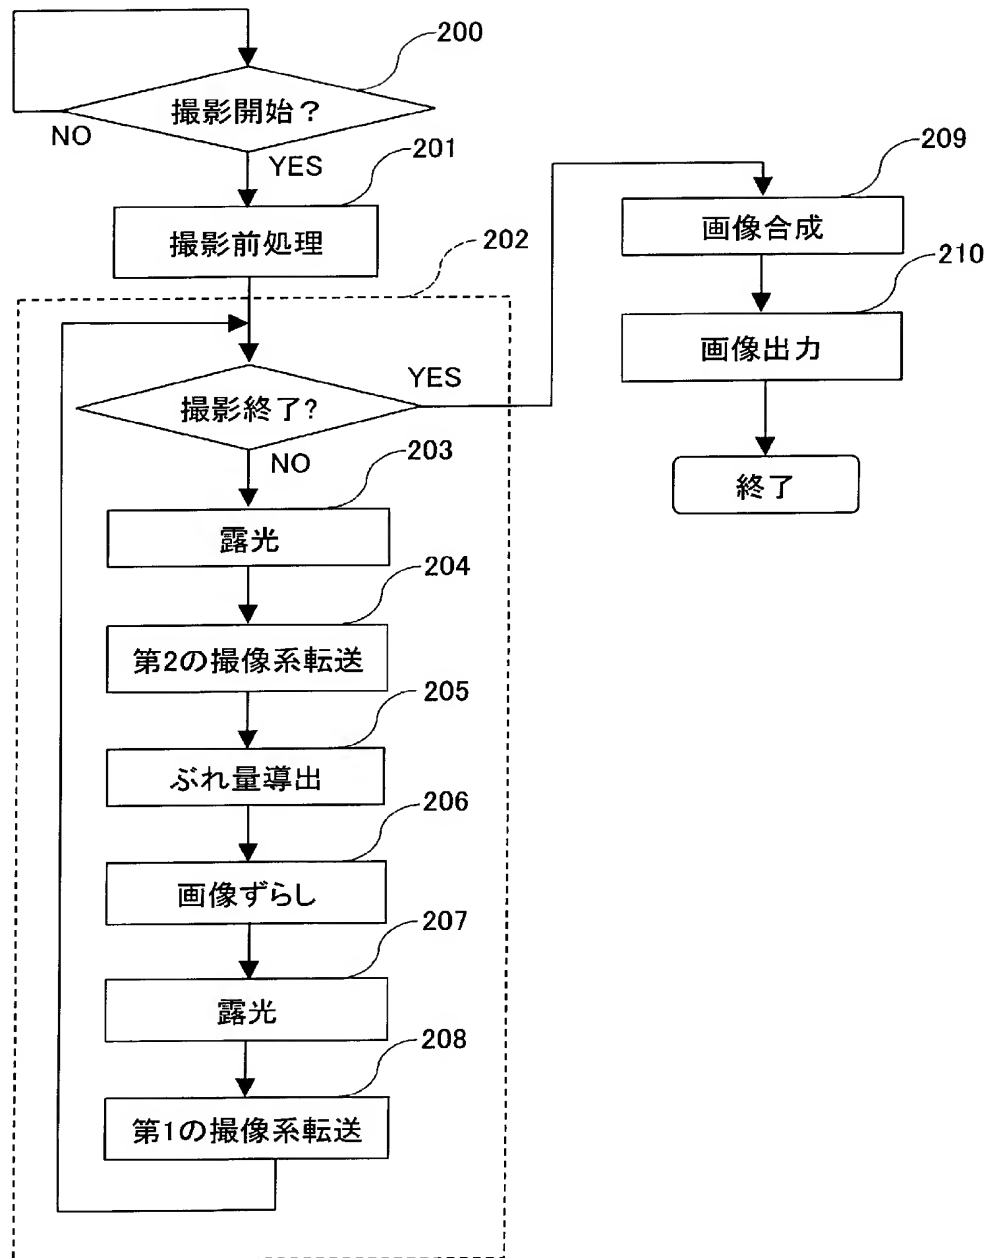 200
撮影開始？
NO
YES
201
撮影前処理
202
撮影終了?
YES
NO
203
露光
204
第2の撮像系転送
205
ぶれ量導出
206
画像ずらし
207
露光
208
第1の撮像系転送
209
画像合成
210
画像出力
終了